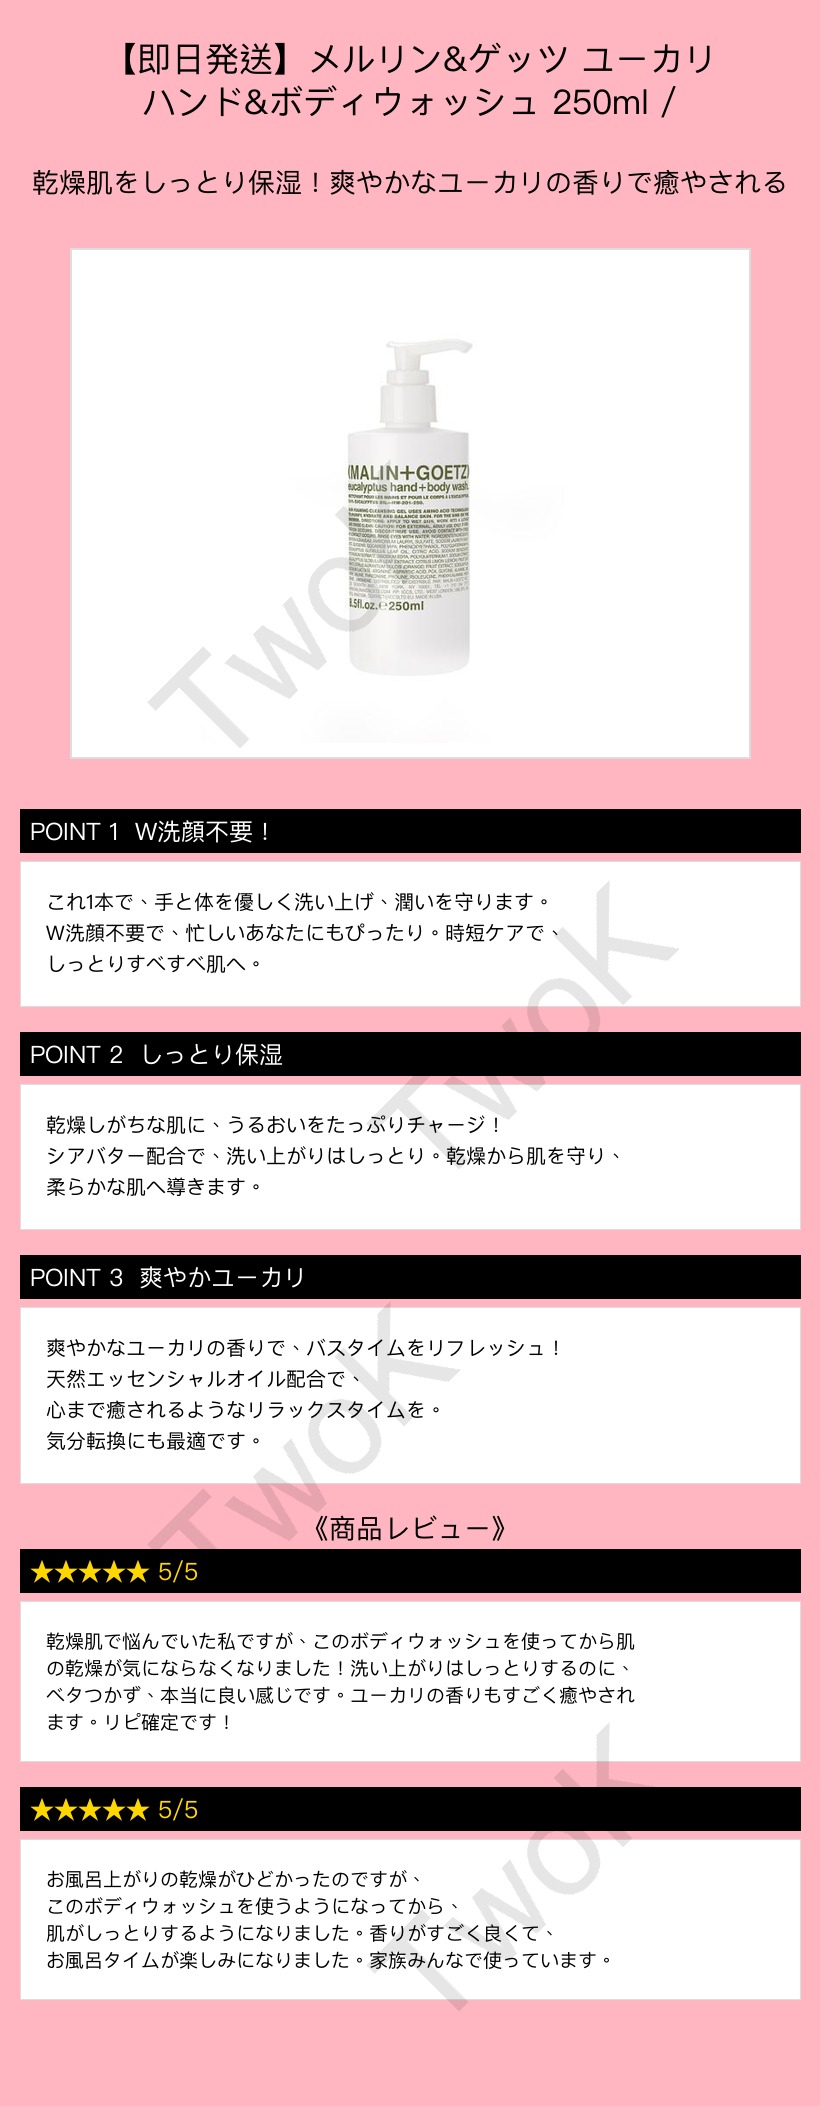 【即日発送】メルリン&ゲッツ ユーカリ
ハンド&ボディウォッシュ 250ml /
乾燥肌をしっとり保湿！爽やかなユーカリの香りで癒やされる
(MALIN+GOETZ)
eucalyptus hand+body wash.
8.5fl.oz.℮250ml
TwoK
POINT 1 W洗顔不要！
これ1本で、手と体を優しく洗い上げ、潤いを守ります。
W洗顔不要で、忙しいあなたにもぴったり。時短ケアで、
しっとりすべすべ肌へ。
TwoK
POINT 2 しっとり保湿
乾燥しがちな肌に、うるおいをたっぷりチャージ！
シアバター配合で、洗い上がりはしっとり。乾燥から肌を守り、
柔らかな肌へ導きます。
POINT 3 爽やかユーカリ
爽やかなユーカリの香りで、バスタイムをリフレッシュ！
天然エッセンシャルオイル配合で、
心まで癒されるようなリラックスタイムを。
気分転換にも最適です。
TwoK
《商品レビュー》
★★★★★ 5/5
乾燥肌で悩んでいた私ですが、このボディウォッシュを使ってから肌
の乾燥が気にならなくなりました！洗い上がりはしっとりするのに、
ベタつかず、本当に良い感じです。ユーカリの香りもすごく癒やされ
ます。リピ確定です！
★★★★★ 5/5
お風呂上がりの乾燥がひどかったのですが、
このボディウォッシュを使うようになってから、
肌がしっとりするようになりました。香りがすごく良くて、
お風呂タイムが楽しみになりました。家族みんなで使っています。
TwoK